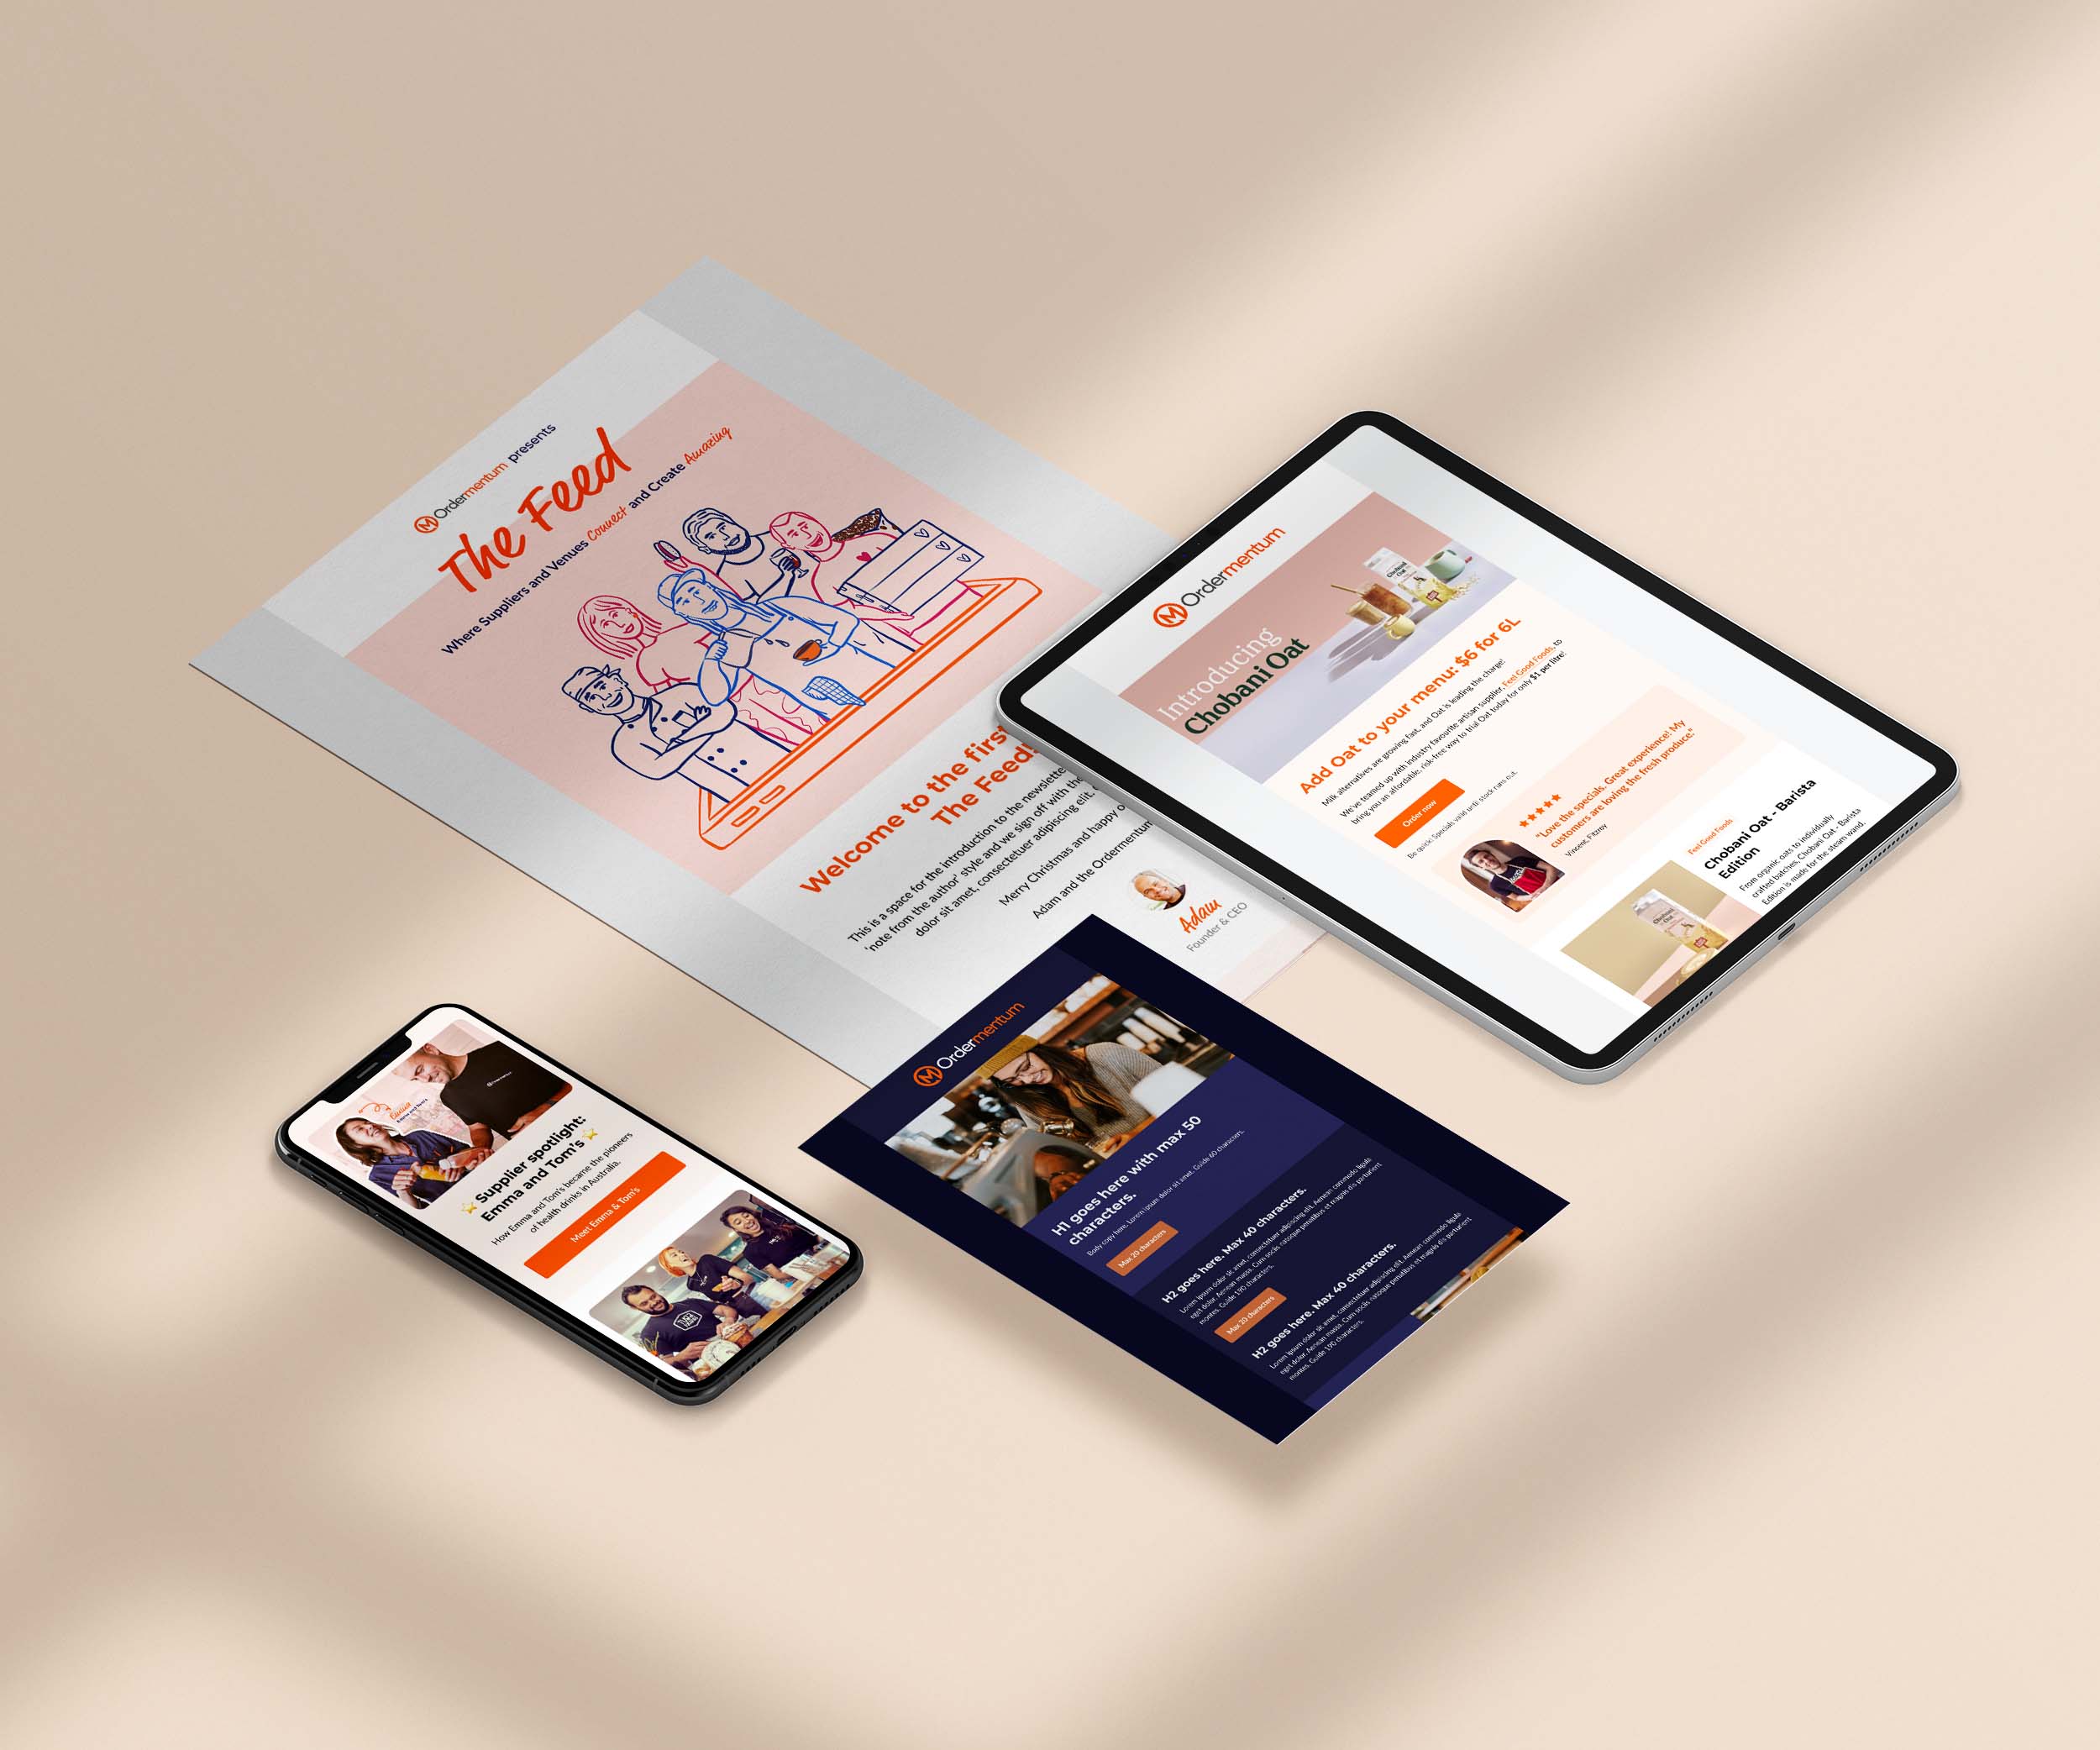 Ordermentum presents
The Feed
Where Suppliers and Venues Connect and Create Amazing
Welcome to the first
The Feed!
This is a space for the introduction to the newslette
'note from the author' style and we sign off with the
dolor sit amet, consectetuer adipiscing elit.
Merry Christmas and happy
Adam and the Ordermentum
Adam
Founder & CEO
Ordermentum
Introducing
Chobani Oat
Add Oat to your menu: $6 for 6L
Milk alternatives are growing fast, and Oat is leading the charge!
We've teamed up with industry favourite artisan supplier, Feel Good Foods, to
bring you an affordable, risk-free way to trial Oat today for only $1 per litre!
Order now
Be quick! Specials valid until stock runs out.
★★★★★
"Love the specials. Great experience! My
customers are loving the fresh produce."
Vincent, Fitzroy
Feel Good Foods
Chobani Oat - Barista
Edition
From organic oats to individually
crafted batches, Chobani Oat - Barista
Edition is made for the steam wand.
Chobani
Oat
Emma
⭐ Supplier spotlight:
Emma and Tom's ⭐
How Emma and Tom's became the pioneers
of health drinks in Australia.
Meet Emma & Tom's
Ordermentum
H1 goes here with max 50
characters.
Body copy here. Lorem ipsum dolor sit amet. Guide 60 characters.
Max 20 characters
H2 goes here. Max 40 characters.
Lorem ipsum dolor sit amet, consectetuer adipiscing elit. Aenean commodo ligula
eget dolor. Aenean massa. Cum sociis natoque penatibus et magnis dis parturient
montes. Guide 190 characters.
Max 20 characters
H2 goes here. Max 40 characters.
Lorem ipsum dolor sit amet, consectetuer adipiscing elit. Aenean commodo ligula
eget dolor. Aenean massa. Cum sociis natoque penatibus et magnis dis parturient
montes. Guide 190 characters.